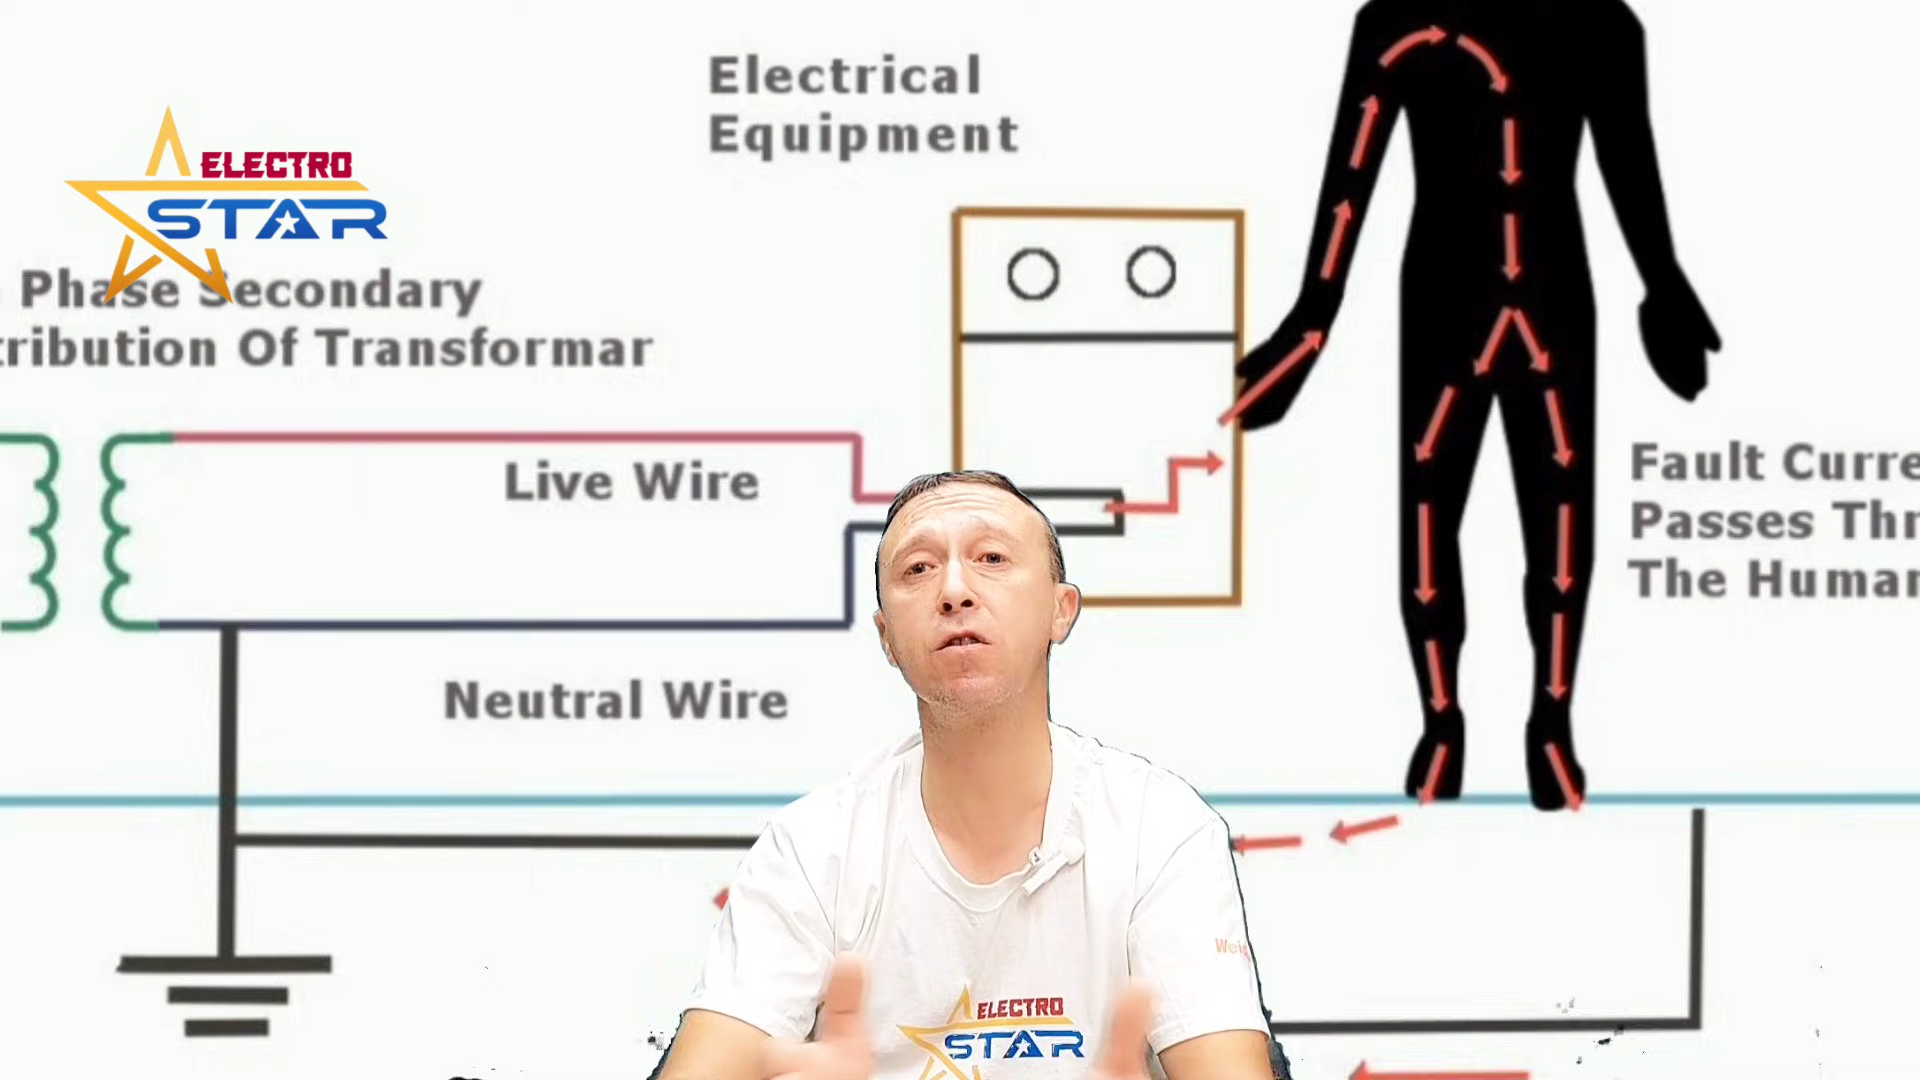 Electrical
Equipment
ELECTRO
STAR
Phase Secondary
tribution Of Transformar
Live Wire
Neutral Wire
Fault Curre
Passes Thr
The Human
ELECTRO
STAR